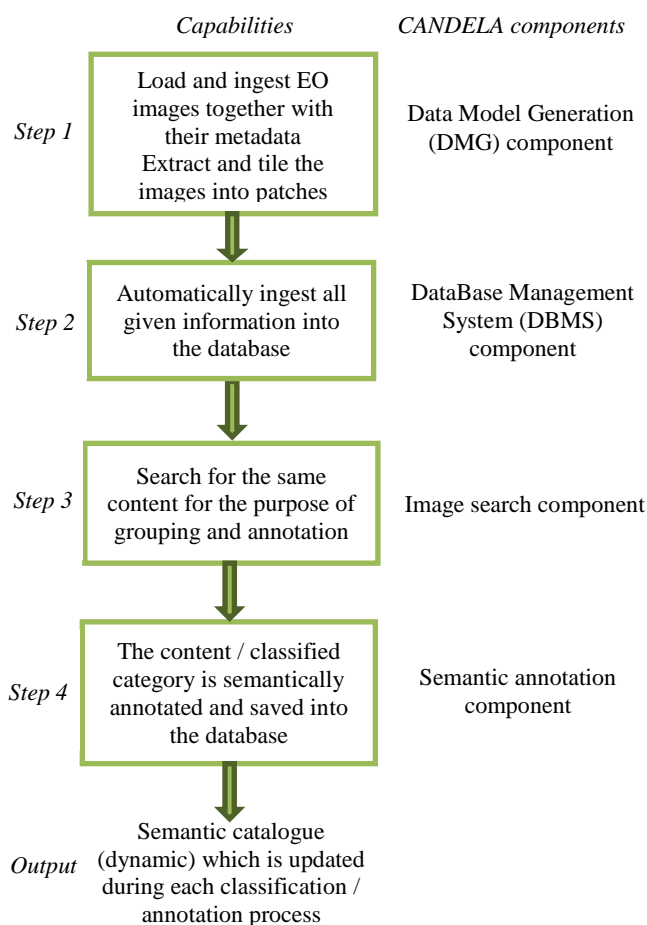 Capabilities
CANDELA components
Step 1
Load and ingest EO
images together with
their metadata
Extract and tile the
images into patches
Data Model Generation
(DMG) component
Step 2
Automatically ingest all
given information into
the database
DataBase Management
System (DBMS)
component
Step 3
Search for the same
content for the purpose of
grouping and annotation
Image search component
Step 4
The content / classified
category is semantically
annotated and saved into
the database
Semantic annotation
component
Output
Semantic catalogue
(dynamic) which is updated
during each classification /
annotation process